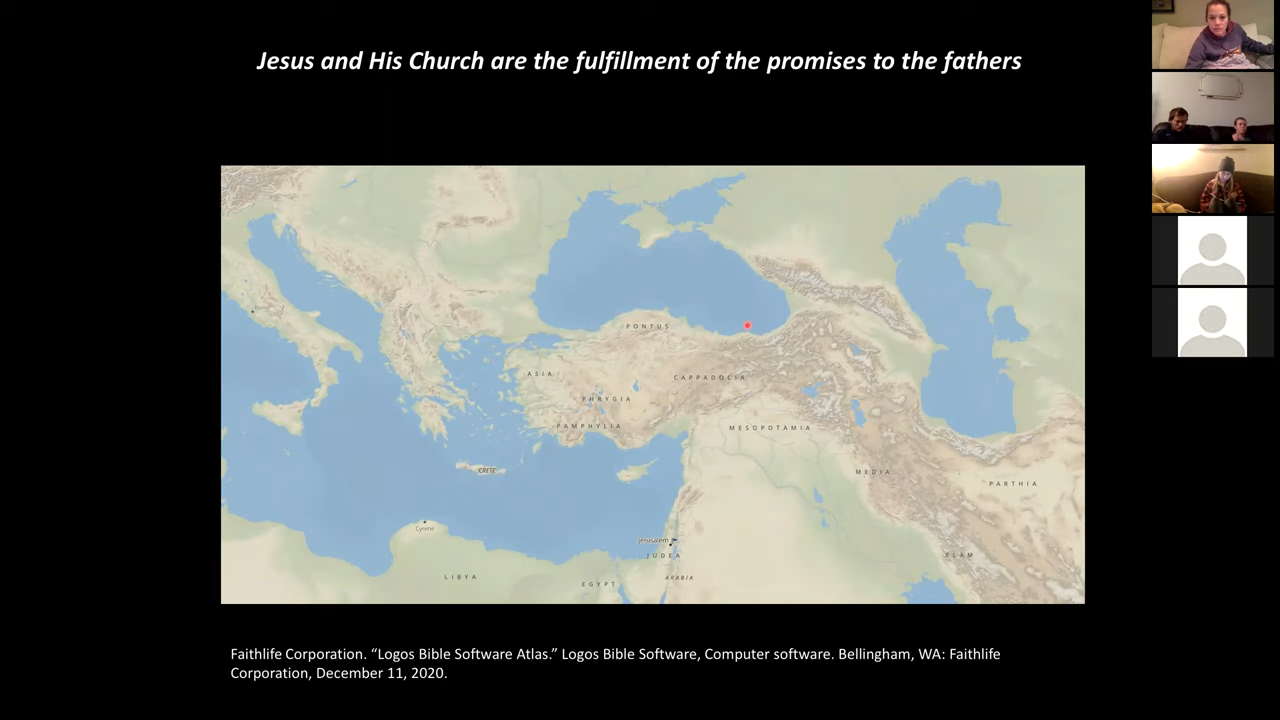 Jesus and His Church are the fulfillment of the promises to the fathers
Rome
PONTUS
ASIA
CAPPADOCIA
PHRYGIA
PAMPHYLIA
MESOPOTAMIA
CRETE
MEDIA
PARTHIA
Cyrene
Jerusalem
JUDEA
ELAM
LIBYA
ARABIA
EGYPT
Faithlife Corporation. “Logos Bible Software Atlas.” Logos Bible Software, Computer software. Bellingham, WA: Faithlife
Corporation, December 11, 2020.